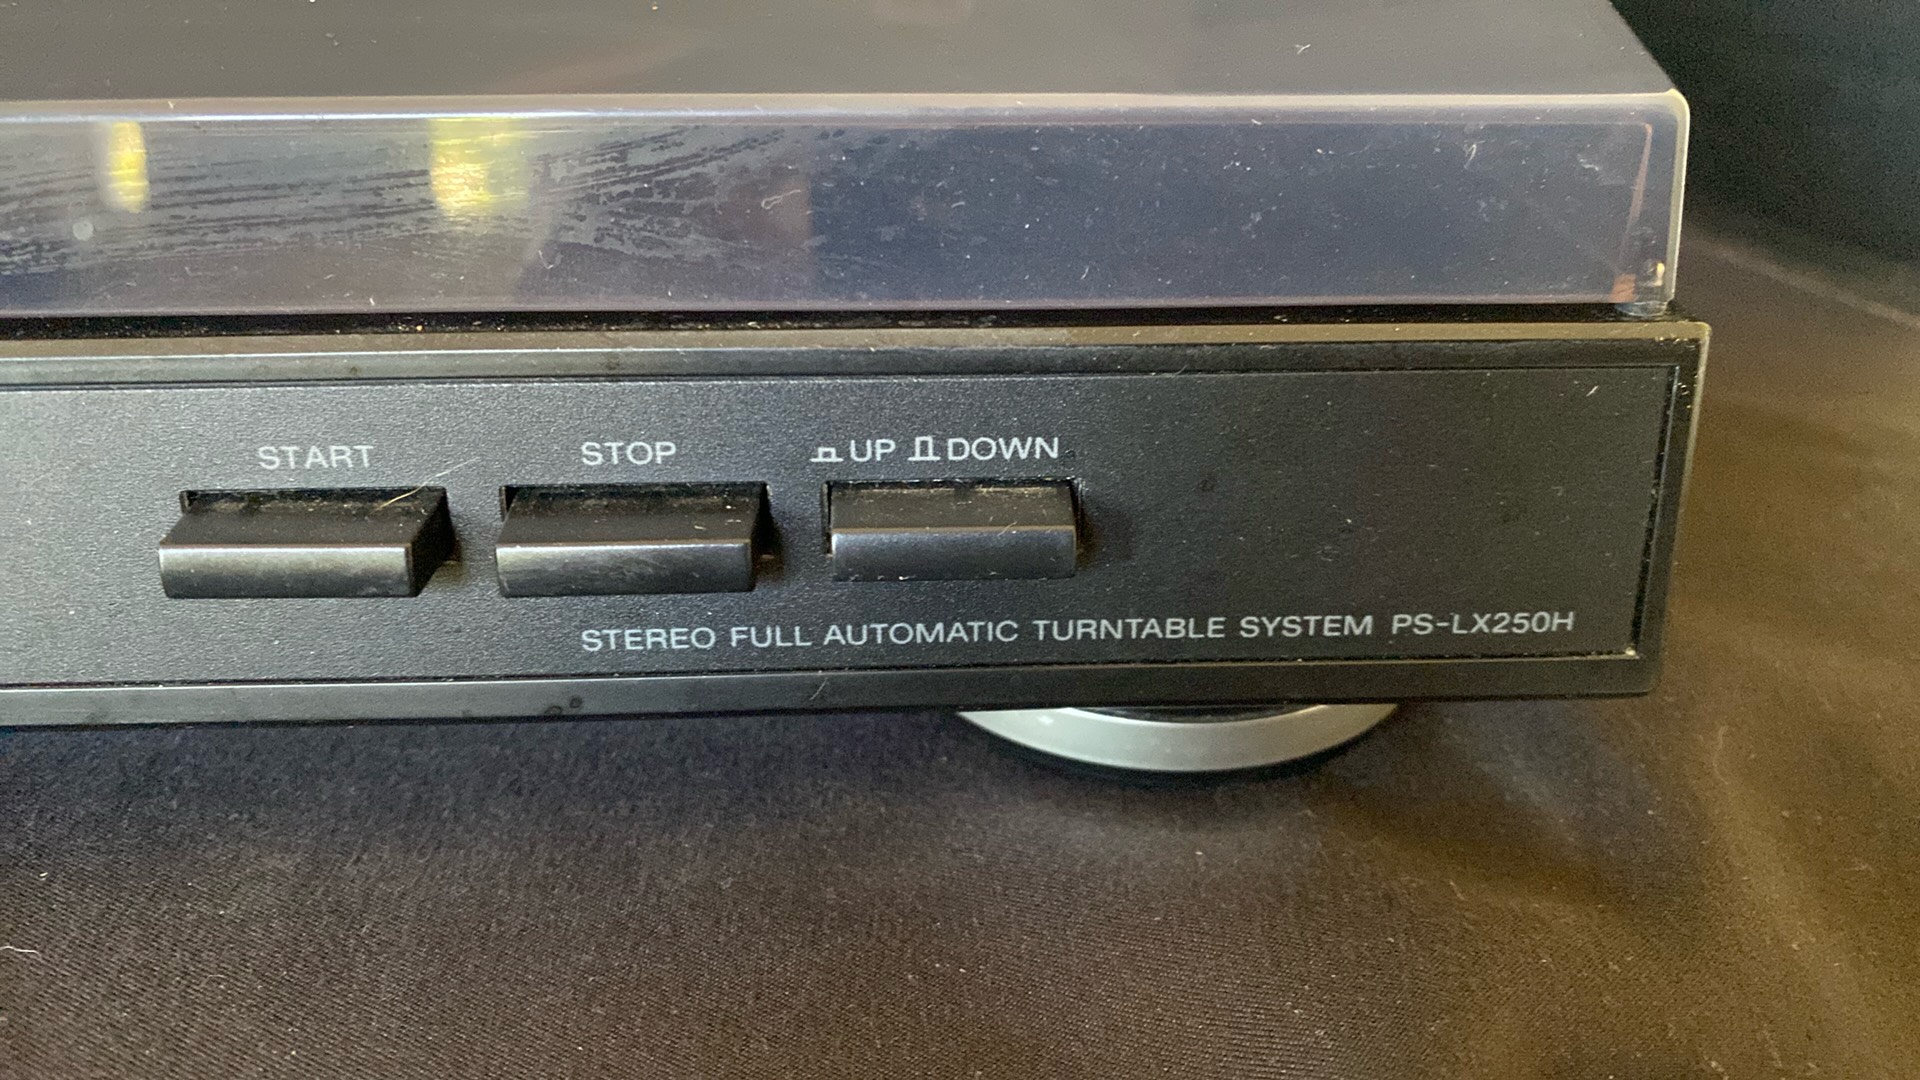 START STOP UP DOWN
STEREO FULL AUTOMATIC TURNTABLE SYSTEM PS-LX250H